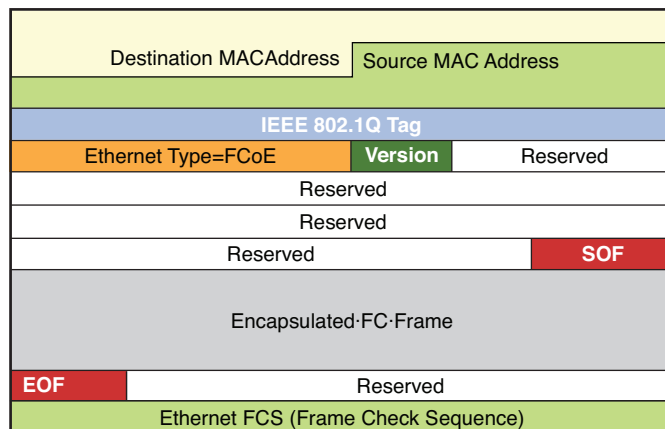 Destination MACAddress Source MAC Address
IEEE 802.1Q Tag
Ethernet Type=FCoE Version Reserved
Reserved
Reserved
Reserved SOF
Encapsulated·FC·Frame
EOF Reserved
Ethernet FCS (Frame Check Sequence)